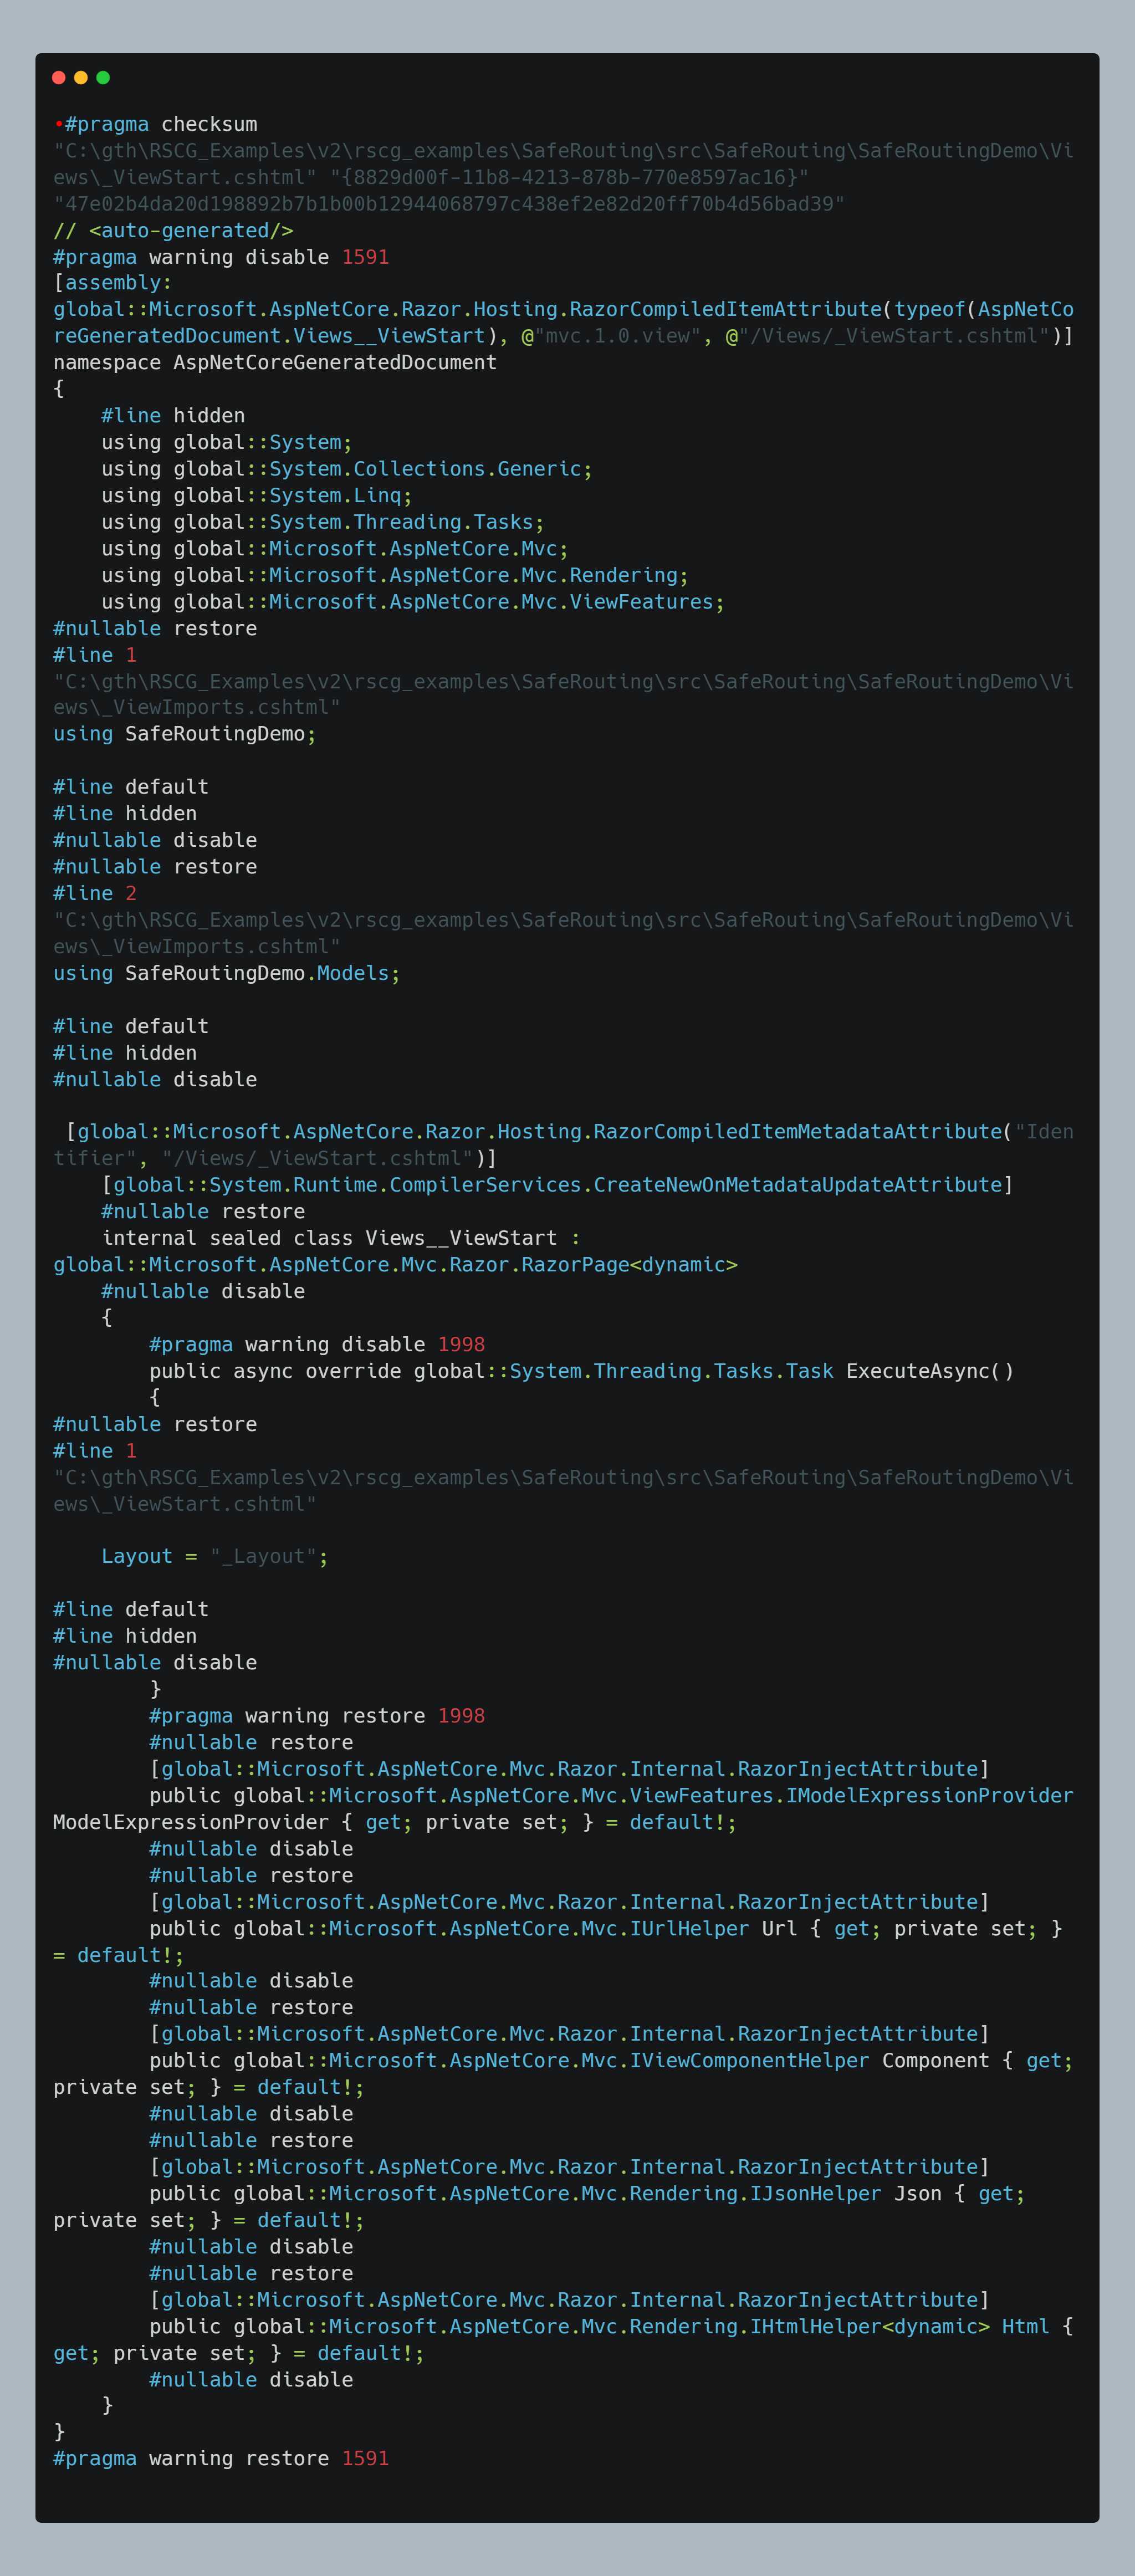 •#pragma checksum
"C:\gth\RSCG_Examples\v2\rscg_examples\SafeRouting\src\SafeRouting\SafeRoutingDemo\Vi
ews\_ViewStart.cshtml" "{8829d00f-11b8-4213-878b-770e8597ac16}"
"47e02b4da20d198892b7b1b00b12944068797c438ef2e82d20ff70b4d56bad39"
// <auto-generated/>
#pragma warning disable 1591
[assembly:
global::Microsoft.AspNetCore.Razor.Hosting.RazorCompiledItemAttribute(typeof(AspNetCo
reGeneratedDocument.Views__ViewStart), @"mvc.1.0.view", @"/Views/_ViewStart.cshtml")]
namespace AspNetCoreGeneratedDocument
{
    #line hidden
    using global::System;
    using global::System.Collections.Generic;
    using global::System.Linq;
    using global::System.Threading.Tasks;
    using global::Microsoft.AspNetCore.Mvc;
    using global::Microsoft.AspNetCore.Mvc.Rendering;
    using global::Microsoft.AspNetCore.Mvc.ViewFeatures;
#nullable restore
#line 1
"C:\gth\RSCG_Examples\v2\rscg_examples\SafeRouting\src\SafeRouting\SafeRoutingDemo\Vi
ews\_ViewImports.cshtml"
using SafeRoutingDemo;

#line default
#line hidden
#nullable disable
#nullable restore
#line 2
"C:\gth\RSCG_Examples\v2\rscg_examples\SafeRouting\src\SafeRouting\SafeRoutingDemo\Vi
ews\_ViewImports.cshtml"
using SafeRoutingDemo.Models;

#line default
#line hidden
#nullable disable

 [global::Microsoft.AspNetCore.Razor.Hosting.RazorCompiledItemMetadataAttribute("Iden
tifier", "/Views/_ViewStart.cshtml")]
    [global::System.Runtime.CompilerServices.CreateNewOnMetadataUpdateAttribute]
    #nullable restore
    internal sealed class Views__ViewStart :
global::Microsoft.AspNetCore.Mvc.Razor.RazorPage<dynamic>
    #nullable disable
    {
        #pragma warning disable 1998
        public async override global::System.Threading.Tasks.Task ExecuteAsync()
        {
#nullable restore
#line 1
"C:\gth\RSCG_Examples\v2\rscg_examples\SafeRouting\src\SafeRouting\SafeRoutingDemo\Vi
ews\_ViewStart.cshtml"

    Layout = "_Layout";

#line default
#line hidden
#nullable disable
        }
        #pragma warning restore 1998
        #nullable restore
        [global::Microsoft.AspNetCore.Mvc.Razor.Internal.RazorInjectAttribute]
        public global::Microsoft.AspNetCore.Mvc.ViewFeatures.IModelExpressionProvider
ModelExpressionProvider { get; private set; } = default!;
        #nullable disable
        #nullable restore
        [global::Microsoft.AspNetCore.Mvc.Razor.Internal.RazorInjectAttribute]
        public global::Microsoft.AspNetCore.Mvc.IUrlHelper Url { get; private set; }
= default!;
        #nullable disable
        #nullable restore
        [global::Microsoft.AspNetCore.Mvc.Razor.Internal.RazorInjectAttribute]
        public global::Microsoft.AspNetCore.Mvc.IViewComponentHelper Component { get;
private set; } = default!;
        #nullable disable
        #nullable restore
        [global::Microsoft.AspNetCore.Mvc.Razor.Internal.RazorInjectAttribute]
        public global::Microsoft.AspNetCore.Mvc.Rendering.IJsonHelper Json { get;
private set; } = default!;
        #nullable disable
        #nullable restore
        [global::Microsoft.AspNetCore.Mvc.Razor.Internal.RazorInjectAttribute]
        public global::Microsoft.AspNetCore.Mvc.Rendering.IHtmlHelper<dynamic> Html {
get; private set; } = default!;
        #nullable disable
    }
}
#pragma warning restore 1591